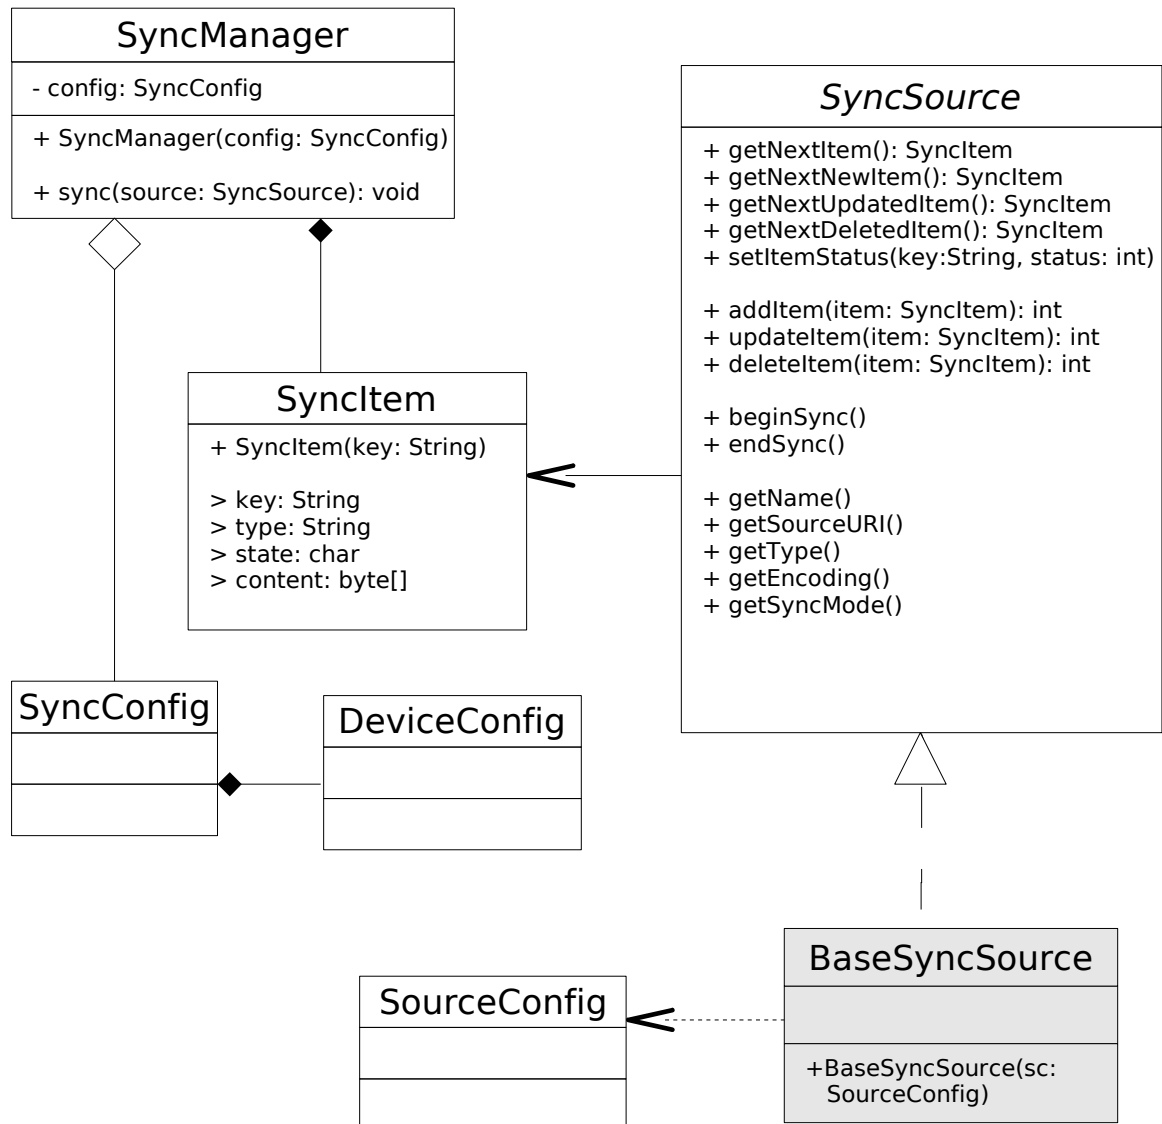 SyncManager
- config: SyncConfig
+ SyncManager(config: SyncConfig)
+ sync(source: SyncSource): void
SyncSource
+ getNextItem(): SyncItem
+ getNextNewItem(): SyncItem
+ getNextUpdatedItem(): SyncItem
+ getNextDeletedItem(): SyncItem
+ setItemStatus(key:String, status: int)
+ addItem(item: SyncItem): int
+ updateItem(item: SyncItem): int
+ deleteItem(item: SyncItem): int
+ beginSync()
+ endSync()
+ getName()
+ getSourceURI()
+ getType()
+ getEncoding()
+ getSyncMode()
SyncItem
+ SyncItem(key: String)
> key: String
> type: String
> state: char
> content: byte[]
SyncConfig
DeviceConfig
BaseSyncSource
+BaseSyncSource(sc:
SourceConfig)
SourceConfig